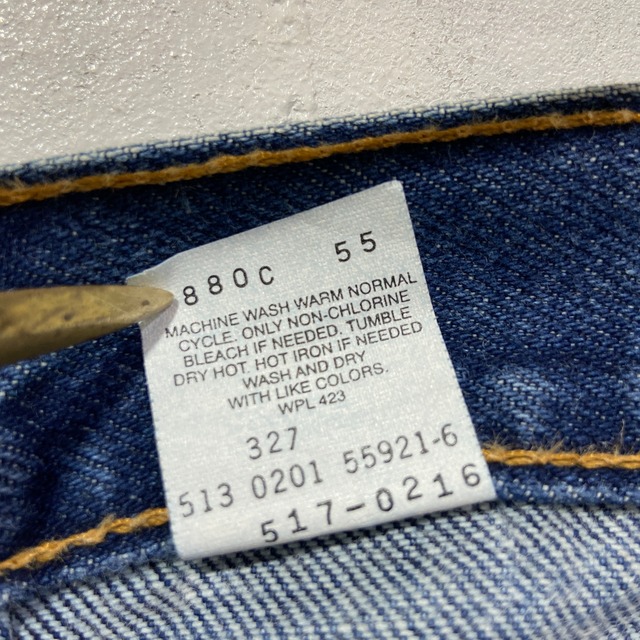 880C 55
MACHINE WASH WARM NORMAL
CYCLE. ONLY NON-CHLORINE
BLEACH IF NEEDED. TUMBLE
DRY HOT. HOT IRON IF NEEDED
WASH AND DRY
WITH LIKE COLORS.
WPL 423
327
513 0201 55921-6
517-0216